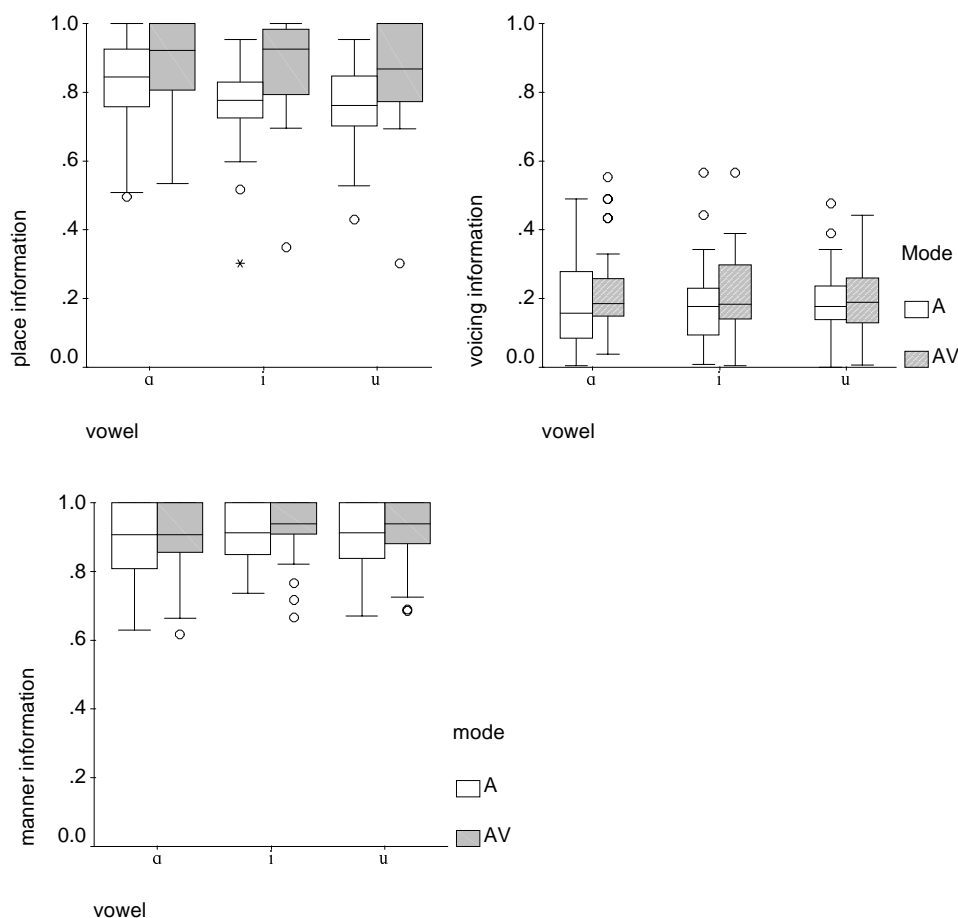 place information
1.0
.8
.6
.4
.2
0.0
ɑ i u
vowel
voicing information
1.0
.8
.6
.4
.2
0.0
ɑ i u
vowel
Mode
A
AV
manner information
1.0
.8
.6
.4
.2
0.0
ɑ i u
vowel
mode
A
AV